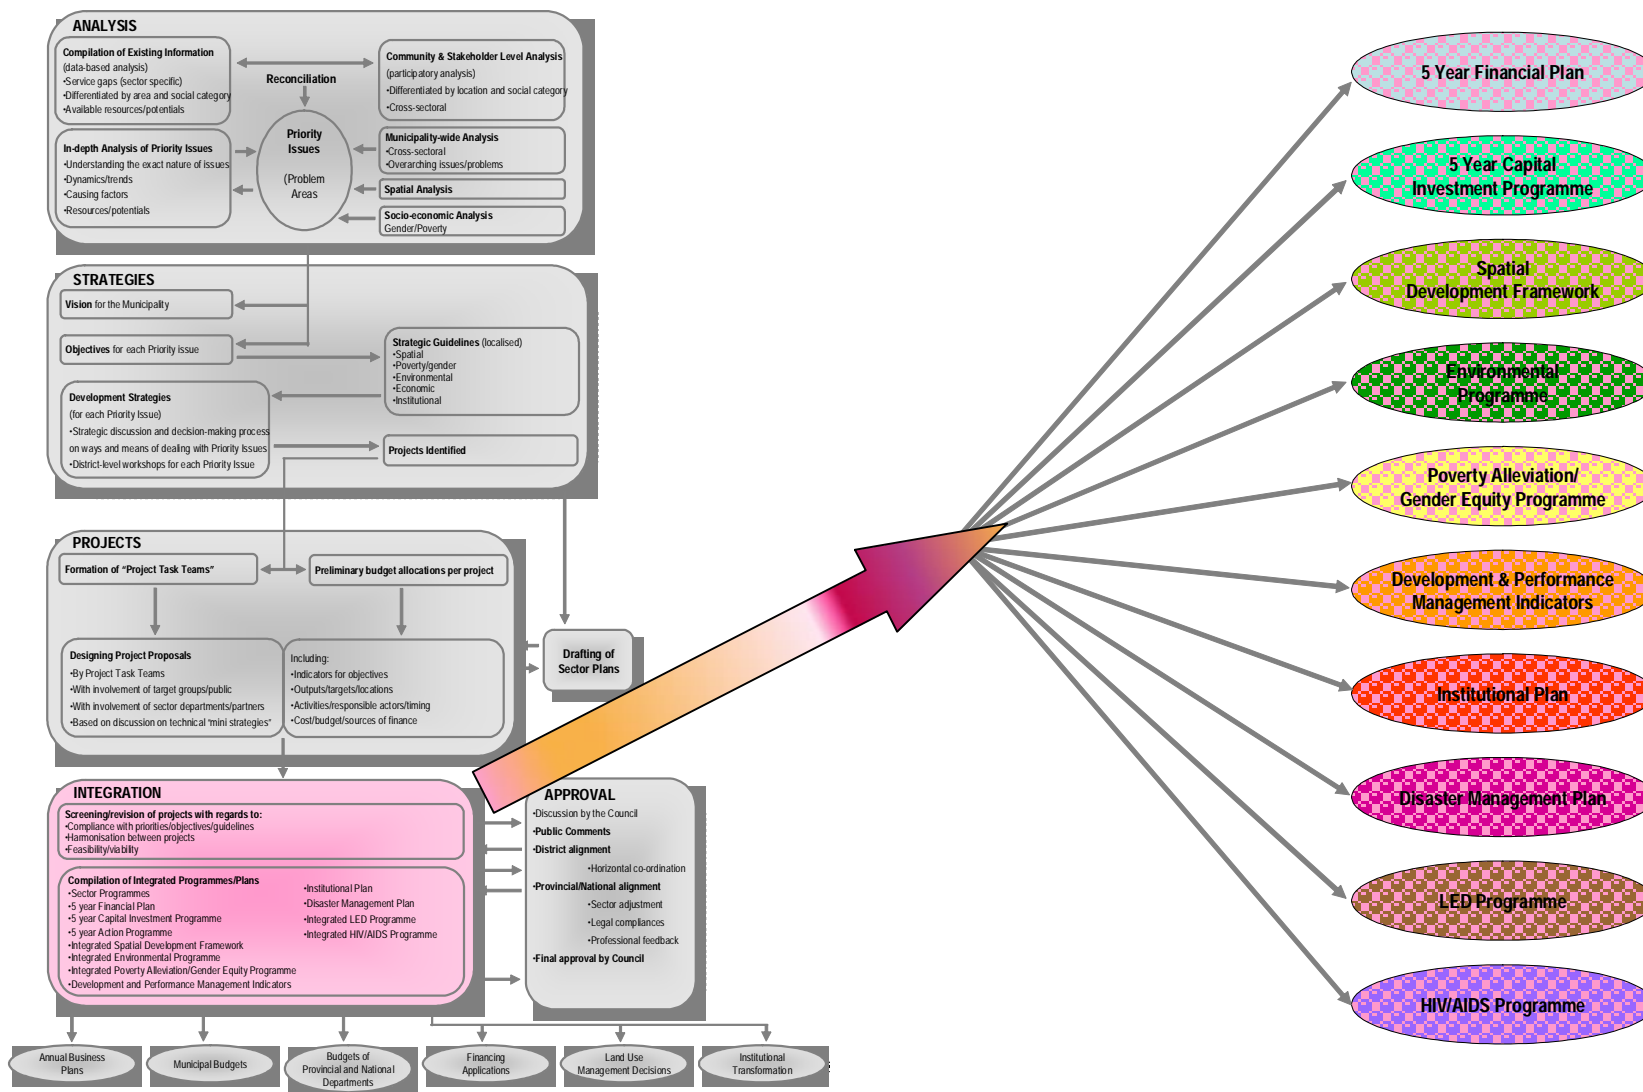 ANALYSIS
Compilation of Existing Information
(data-based analysis)
•Service gaps (sector specific)
•Differentiated by area and social category
•Available resources/potentials
Reconciliation
Community & Stakeholder Level Analysis
(participatory analysis)
•Differentiated by location and social category
•Cross-sectoral
Priority
Issues
(Problem
Areas
In-depth Analysis of Priority Issues
•Understanding the exact nature of issues
•Dynamics/trends
•Causing factors
•Resources/potentials
Municipality-wide Analysis
•Cross-sectoral
•Overarching issues/problems
Spatial Analysis
Socio-economic Analysis
Gender/Poverty
STRATEGIES
Vision for the Municipality
Objectives for each Priority issue
Strategic Guidelines (localised)
•Spatial
•Poverty/gender
•Environmental
•Economic
•Institutional
Development Strategies
(for each Priority Issue)
•Strategic discussion and decision-making process
on ways and means of dealing with Priority Issues
•District-level workshops for each Priority Issue
Projects Identified
PROJECTS
Formation of “Project Task Teams”
Preliminary budget allocations per project
Designing Project Proposals
•By Project Task Teams
•With involvement of target groups/public
•With involvement of sector departments/partners
•Based on discussion on technical “mini strategies”
Including:
•Indicators for objectives
•Outputs/targets/locations
•Activities/responsible actors/timing
•Cost/budget/sources of finance
Drafting of
Sector Plans
INTEGRATION
Screening/revision of projects with regards to:
•Compliance with priorities/objectives/guidelines
•Harmonisation between projects
•Feasibility/viability
Compilation of Integrated Programmes/Plans
•Sector Programmes
•5 year Financial Plan
•5 year Capital Investment Programme
•5 year Action Programme
•Integrated Spatial Development Framework
•Integrated Environmental Programme
•Integrated Poverty Alleviation/Gender Equity Programme
•Development and Performance Management Indicators
•Institutional Plan
•Disaster Management Plan
•Integrated LED Programme
•Integrated HIV/AIDS Programme
APPROVAL
•Discussion by the Council
•Public Comments
•District alignment
•Horizontal co-ordination
•Provincial/National alignment
•Sector adjustment
•Legal compliances
•Professional feedback
•Final approval by Council
Annual Business
Plans
Municipal Budgets
Budgets of
Provincial and National
Departments
Financing
Applications
Land Use
Management Decisions
Institutional
Transformation
5 Year Financial Plan
5 Year Capital
Investment Programme
Spatial
Development Framework
Environmental
Programme
Poverty Alleviation/
Gender Equity Programme
Development & Performance
Management Indicators
Institutional Plan
Disaster Management Plan
LED Programme
HIV/AIDS Programme